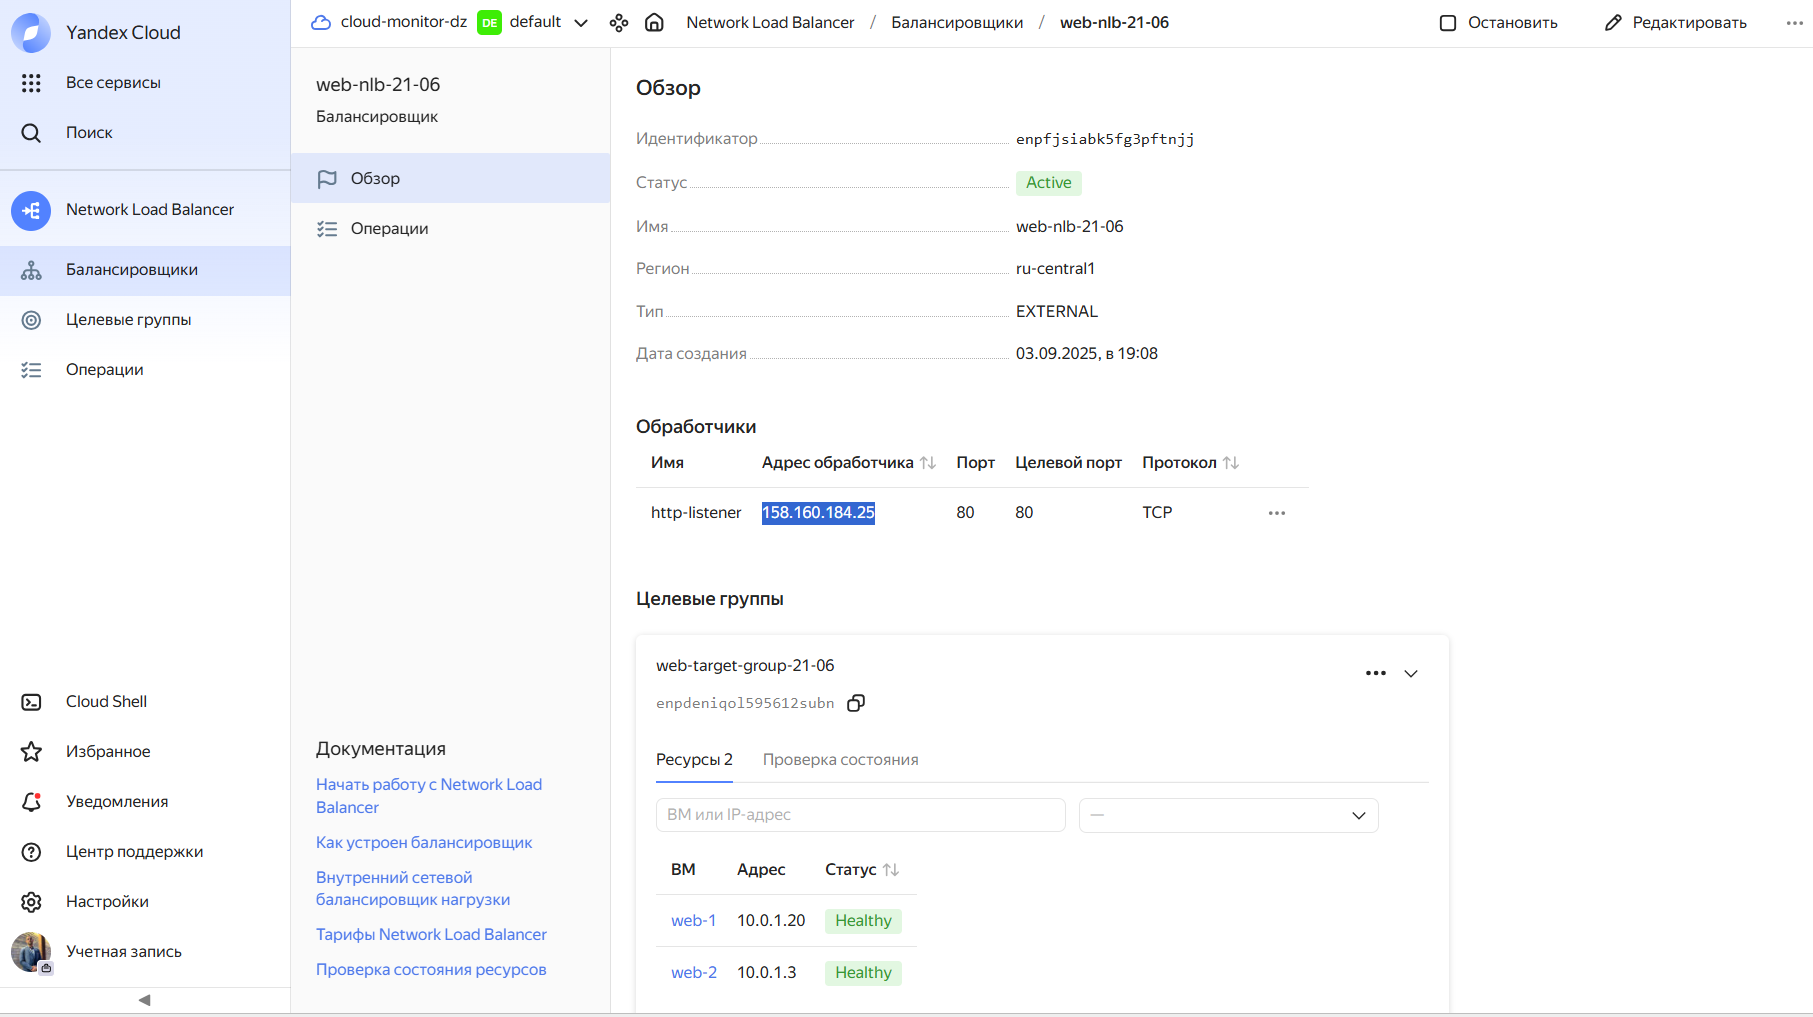 Yandex Cloud
Все сервисы
Поиск
Network Load Balancer
Балансировщики
Целевые группы
Операции
Cloud Shell
Избранное
Уведомления
Центр поддержки
Настройки
Учетная запись
cloud-monitor-dz DE default
Network Load Balancer / Балансировщики / web-nlb-21-06
Остановить
Редактировать
web-nlb-21-06
Балансировщик
Обзор
Операции
Документация
Начать работу с Network Load
Balancer
Как устроен балансировщик
Внутренний сетевой
балансировщик нагрузки
Тарифы Network Load Balancer
Проверка состояния ресурсов
Обзор
Идентификатор enpfjsiabk5fg3pftnjj
Статус Active
Имя web-nlb-21-06
Регион ru-central1
Тип EXTERNAL
Дата создания 03.09.2025, в 19:08
Обработчики
Имя Адрес обработчика Порт Целевой порт Протокол
http-listener 158.160.184.25 80 80 TCP
Целевые группы
web-target-group-21-06
enpdeniqol595612subn
Ресурсы 2 Проверка состояния
ВМ или IP-адрес —
ВМ Адрес Статус
web-1 10.0.1.20 Healthy
web-2 10.0.1.3 Healthy